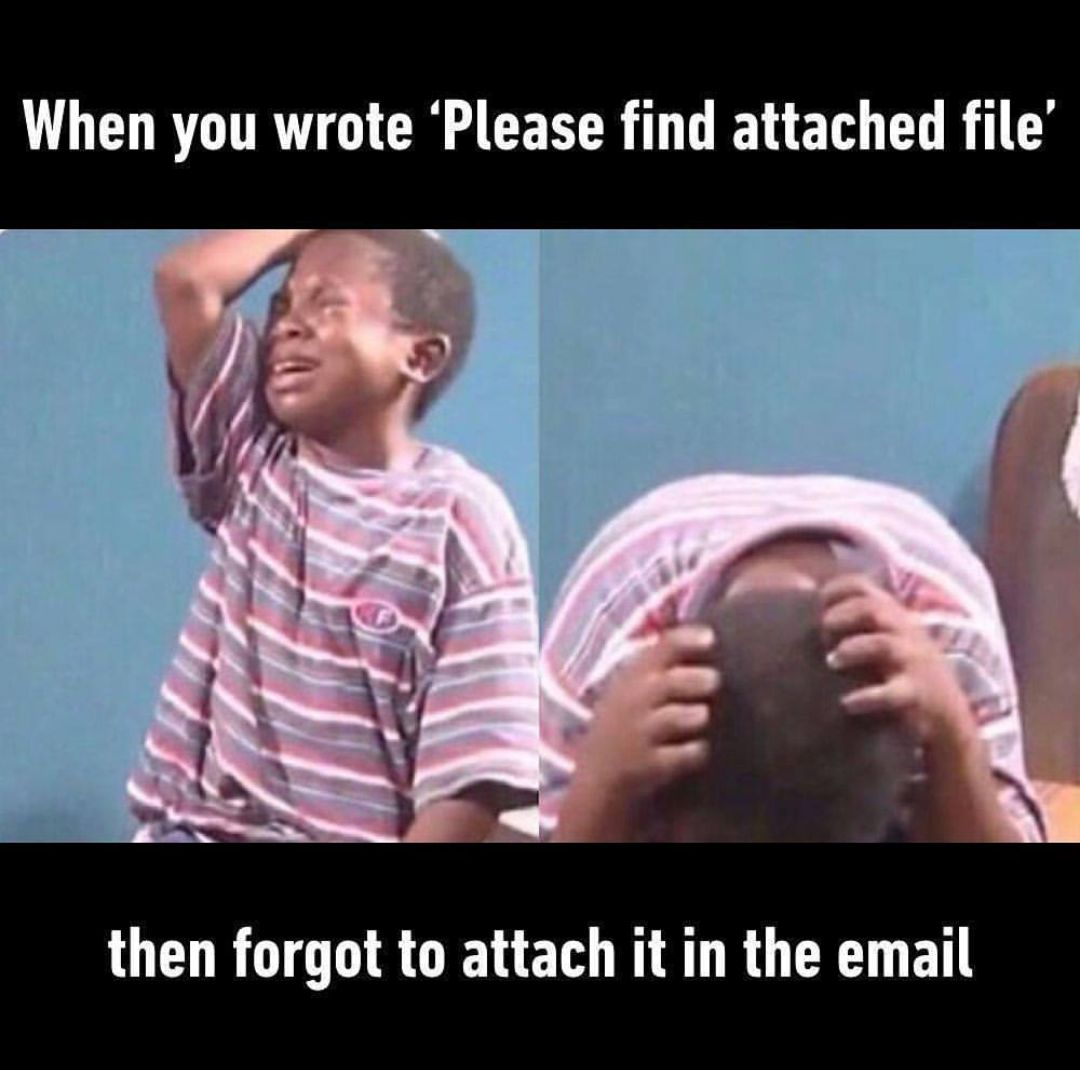 When you wrote ‘Please find attached file’
then forgot to attach it in the email